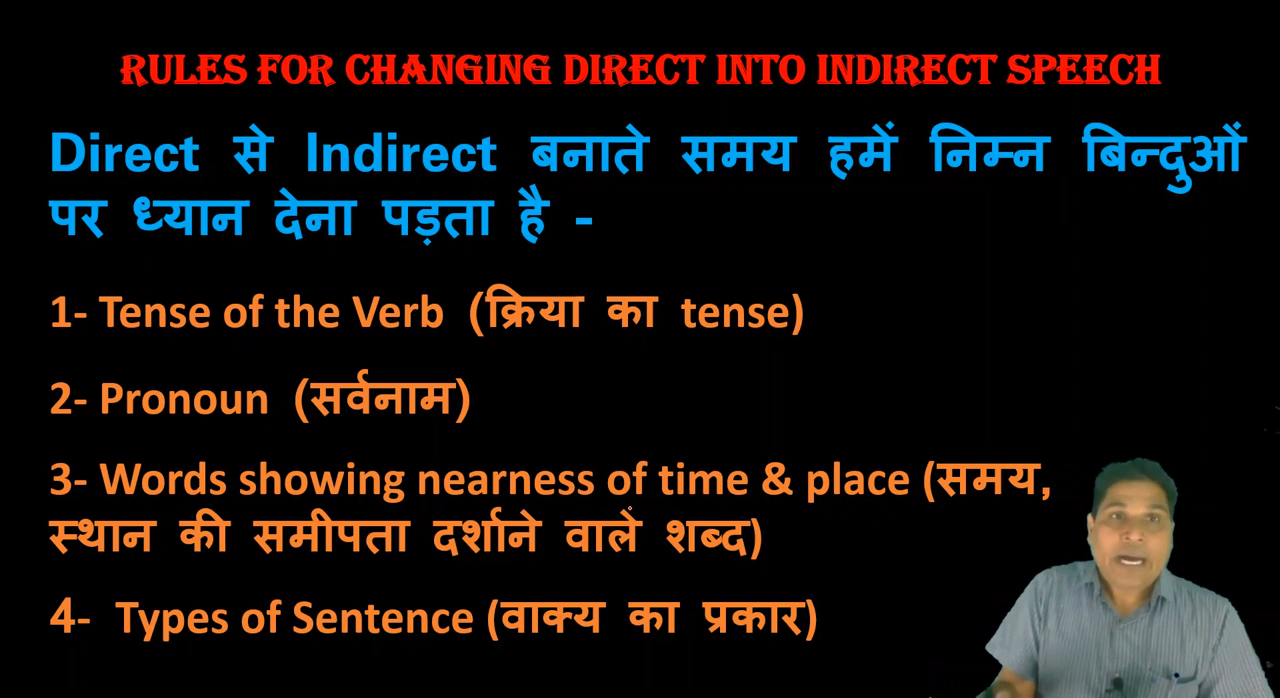 RULES FOR CHANGING DIRECT INTO INDIRECT SPEECH
Direct से Indirect बनाते समय हमें निम्न बिन्दुओं
पर ध्यान देना पड़ता है -
1- Tense of the Verb (क्रिया का tense)
2- Pronoun (सर्वनाम)
3- Words showing nearness of time & place (समय,
स्थान की समीपता दर्शाने वाले शब्द)
4- Types of Sentence (वाक्य का प्रकार)